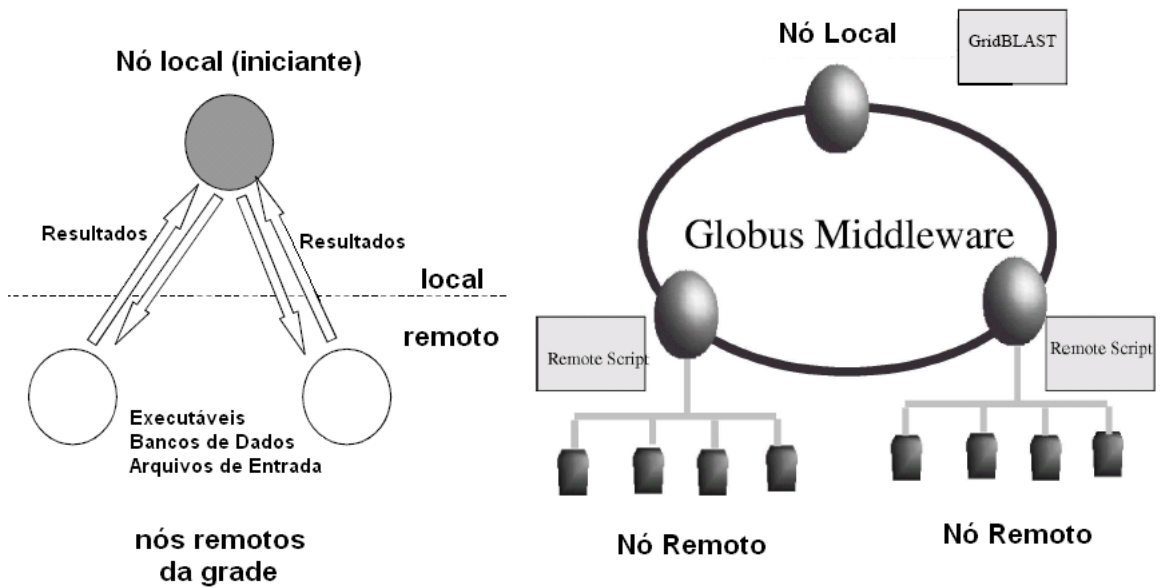 Nó local (iniciante)
Resultados
Resultados
local
remoto
Executáveis
Bancos de Dados
Arquivos de Entrada
nós remotos
da grade
Nó Local
GridBLAST
Globus Middleware
Remote Script
Remote Script
Nó Remoto
Nó Remoto